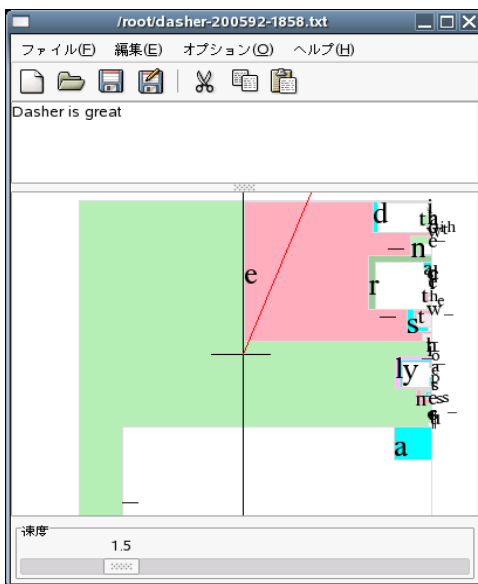 /root/dasher-200592-1858.txt
ファイル(F) 編集(E) オプション(O) ヘルプ(H)
Dasher is great
d
e
n
r
s t
ly
a
速度
1.5